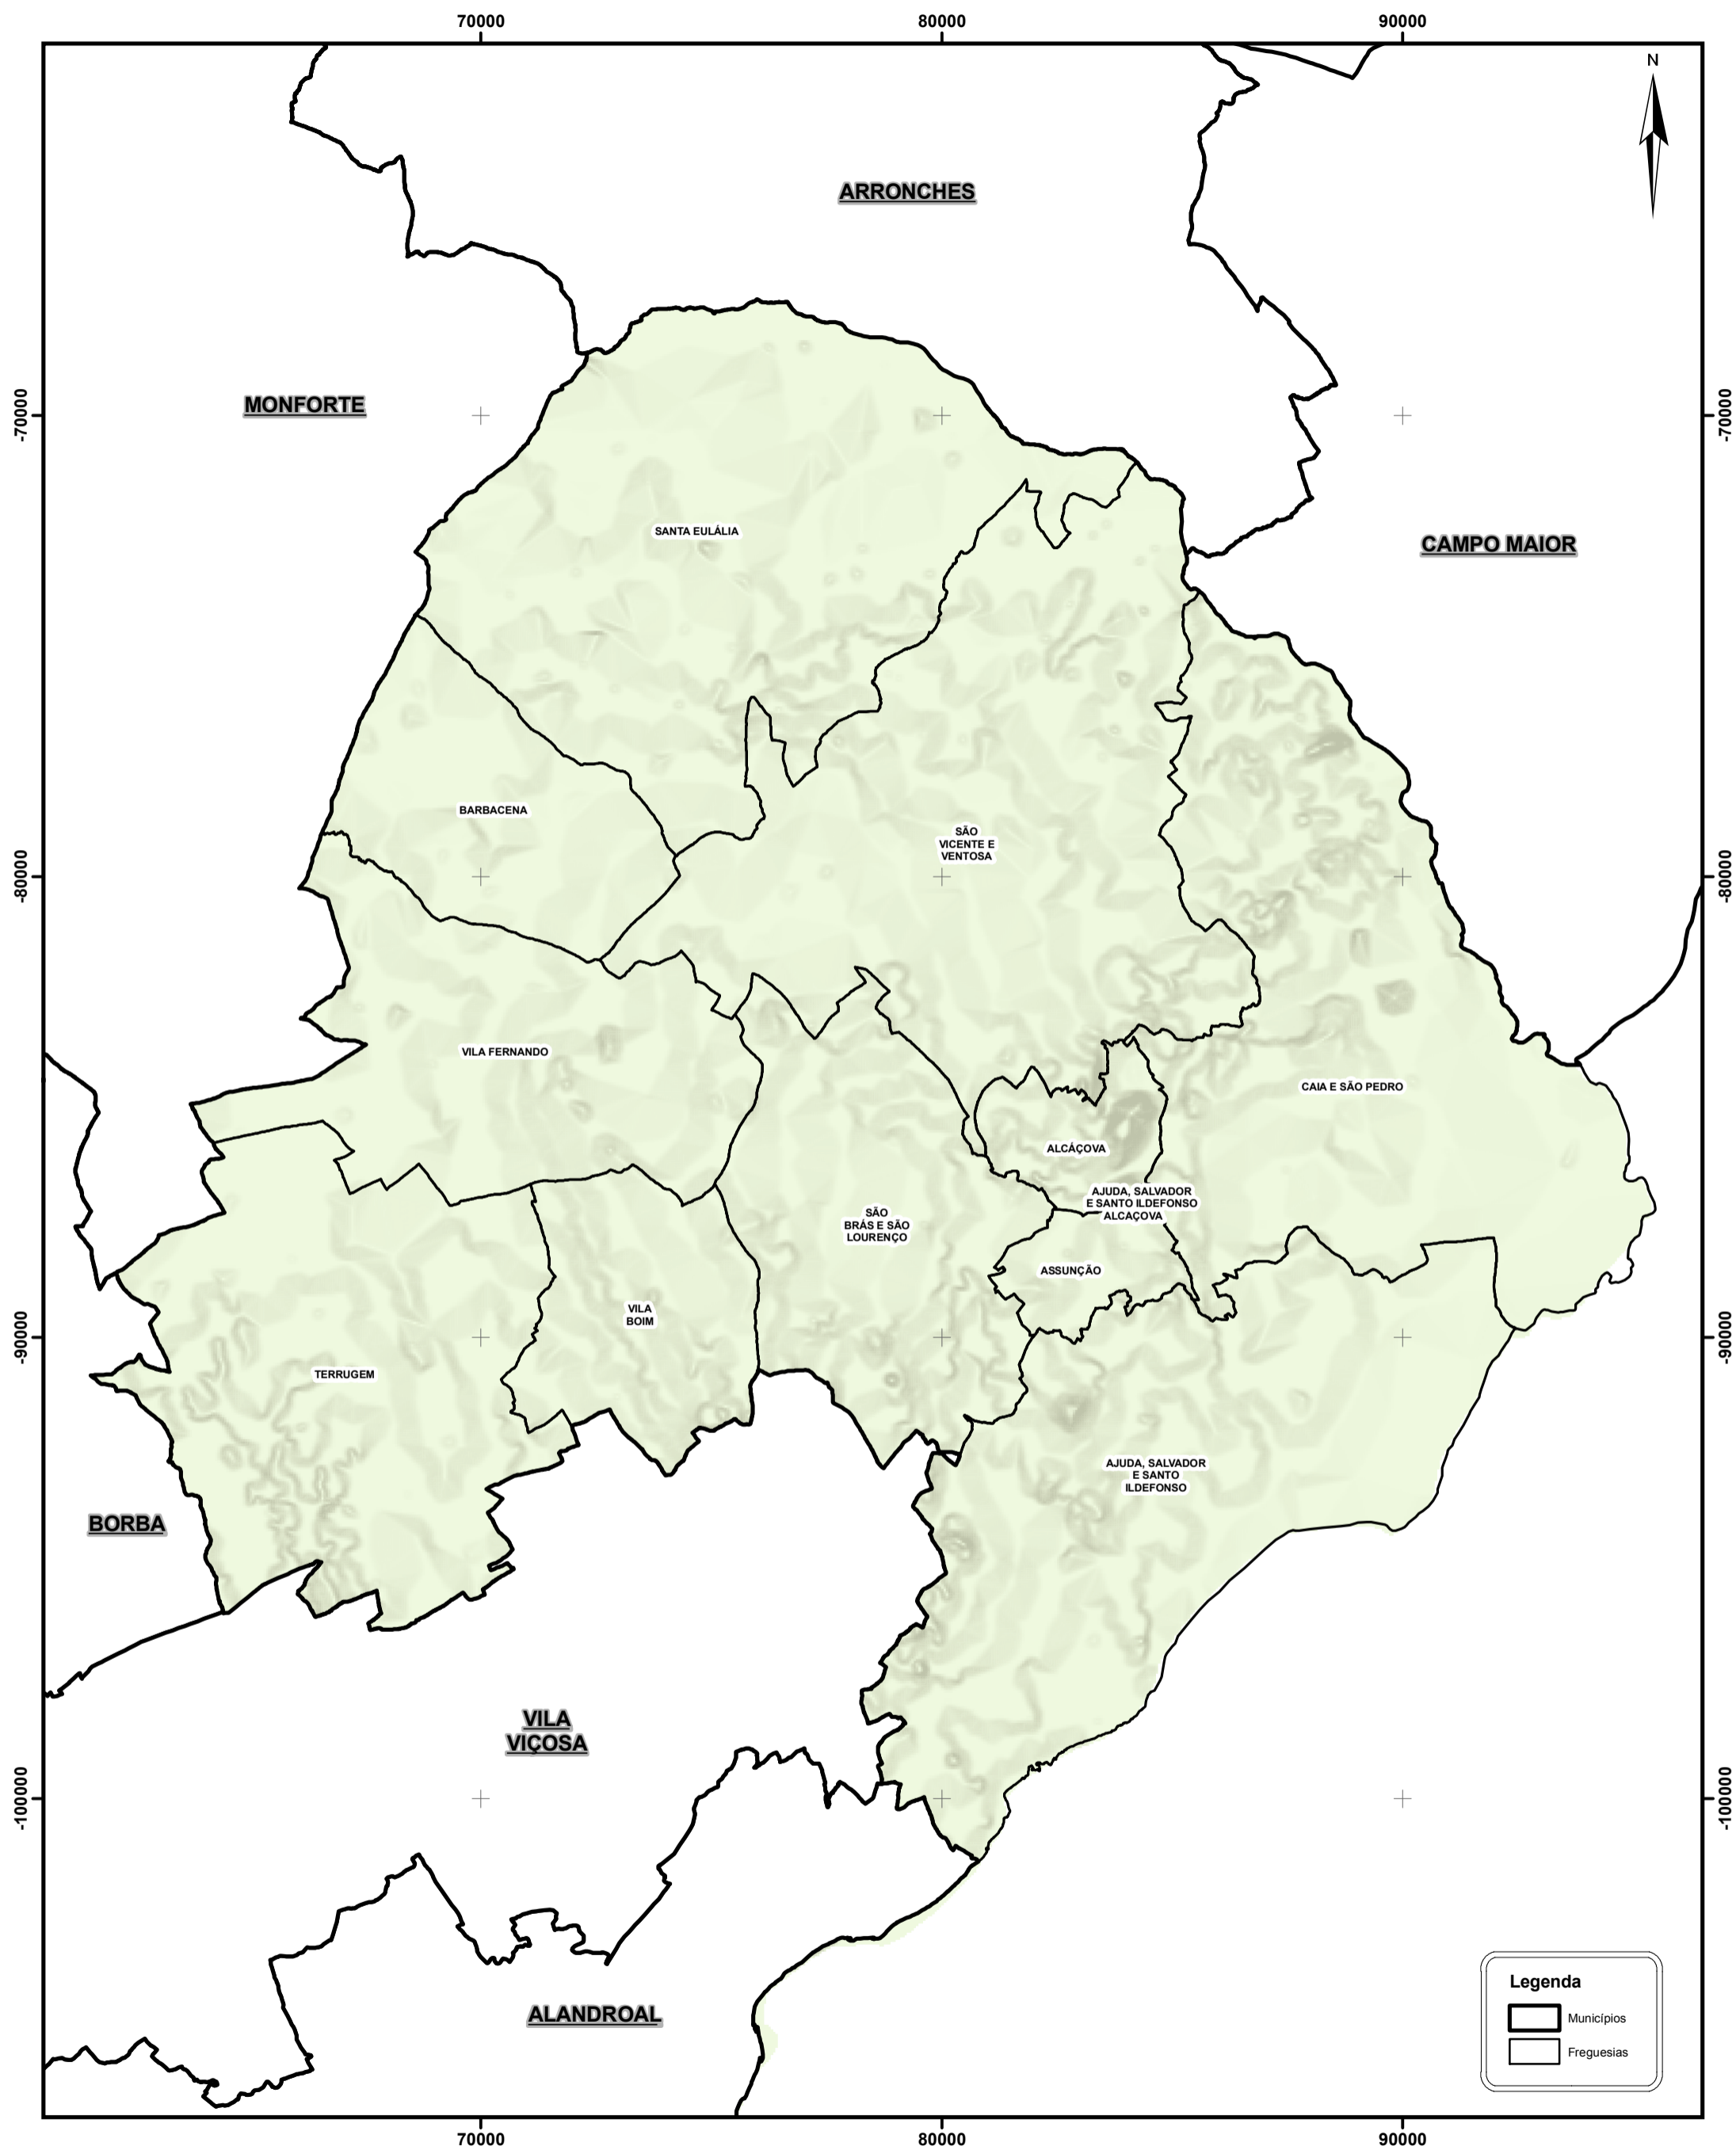 70000
80000
90000
N
ARRONCHES
MONFORTE
-70000
-70000
SANTA EULÁLIA
CAMPO MAIOR
BARBACENA
SÃO
VICENTE E
VENTOSA
-80000
-80000
VILA FERNANDO
CAIA E SÃO PEDRO
ALCÁÇOVA
AJUDA, SALVADOR
E SANTO ILDEFONSO
ALCAÇOVA
SÃO
BRÁS E SÃO
LOURENÇO
ASSUNÇÃO
VILA
BOIM
-90000
-90000
TERRUGEM
AJUDA, SALVADOR
E SANTO
ILDEFONSO
BORBA
VILA
VIÇOSA
-100000
-100000
ALANDROAL
Legenda
Municípios
Freguesias
70000
80000
90000